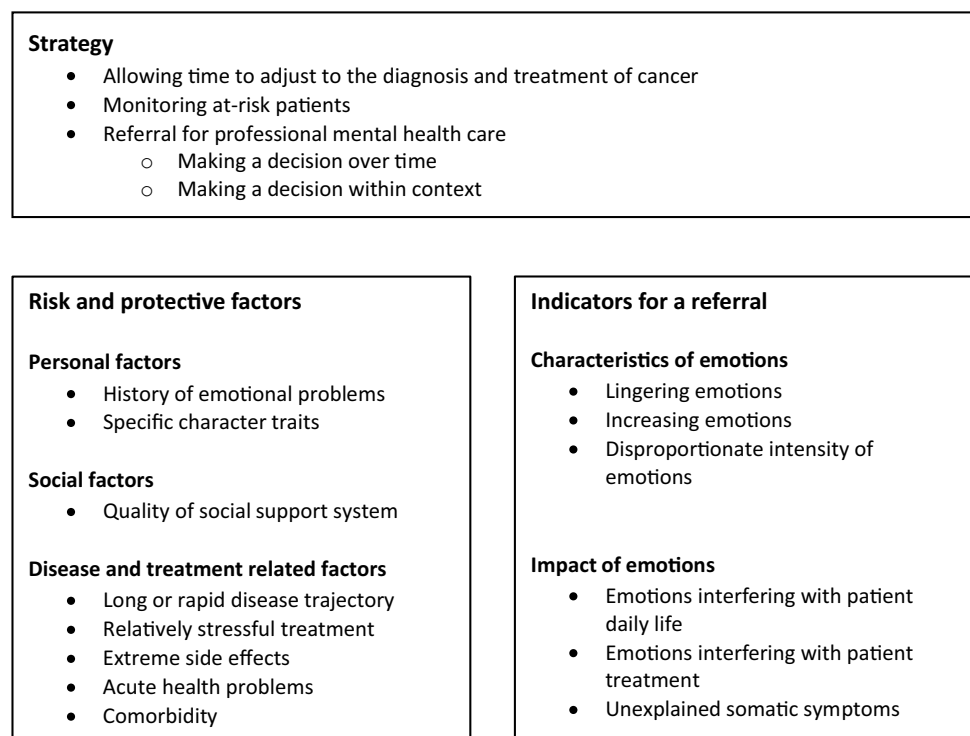 Strategy
• Allowing time to adjust to the diagnosis and treatment of cancer
• Monitoring at-risk patients
• Referral for professional mental health care
o Making a decision over time
o Making a decision within context
Risk and protective factors
Personal factors
• History of emotional problems
• Specific character traits
Social factors
• Quality of social support system
Disease and treatment related factors
• Long or rapid disease trajectory
• Relatively stressful treatment
• Extreme side effects
• Acute health problems
• Comorbidity
Indicators for a referral
Characteristics of emotions
• Lingering emotions
• Increasing emotions
• Disproportionate intensity of
emotions
Impact of emotions
• Emotions interfering with patient
daily life
• Emotions interfering with patient
treatment
• Unexplained somatic symptoms